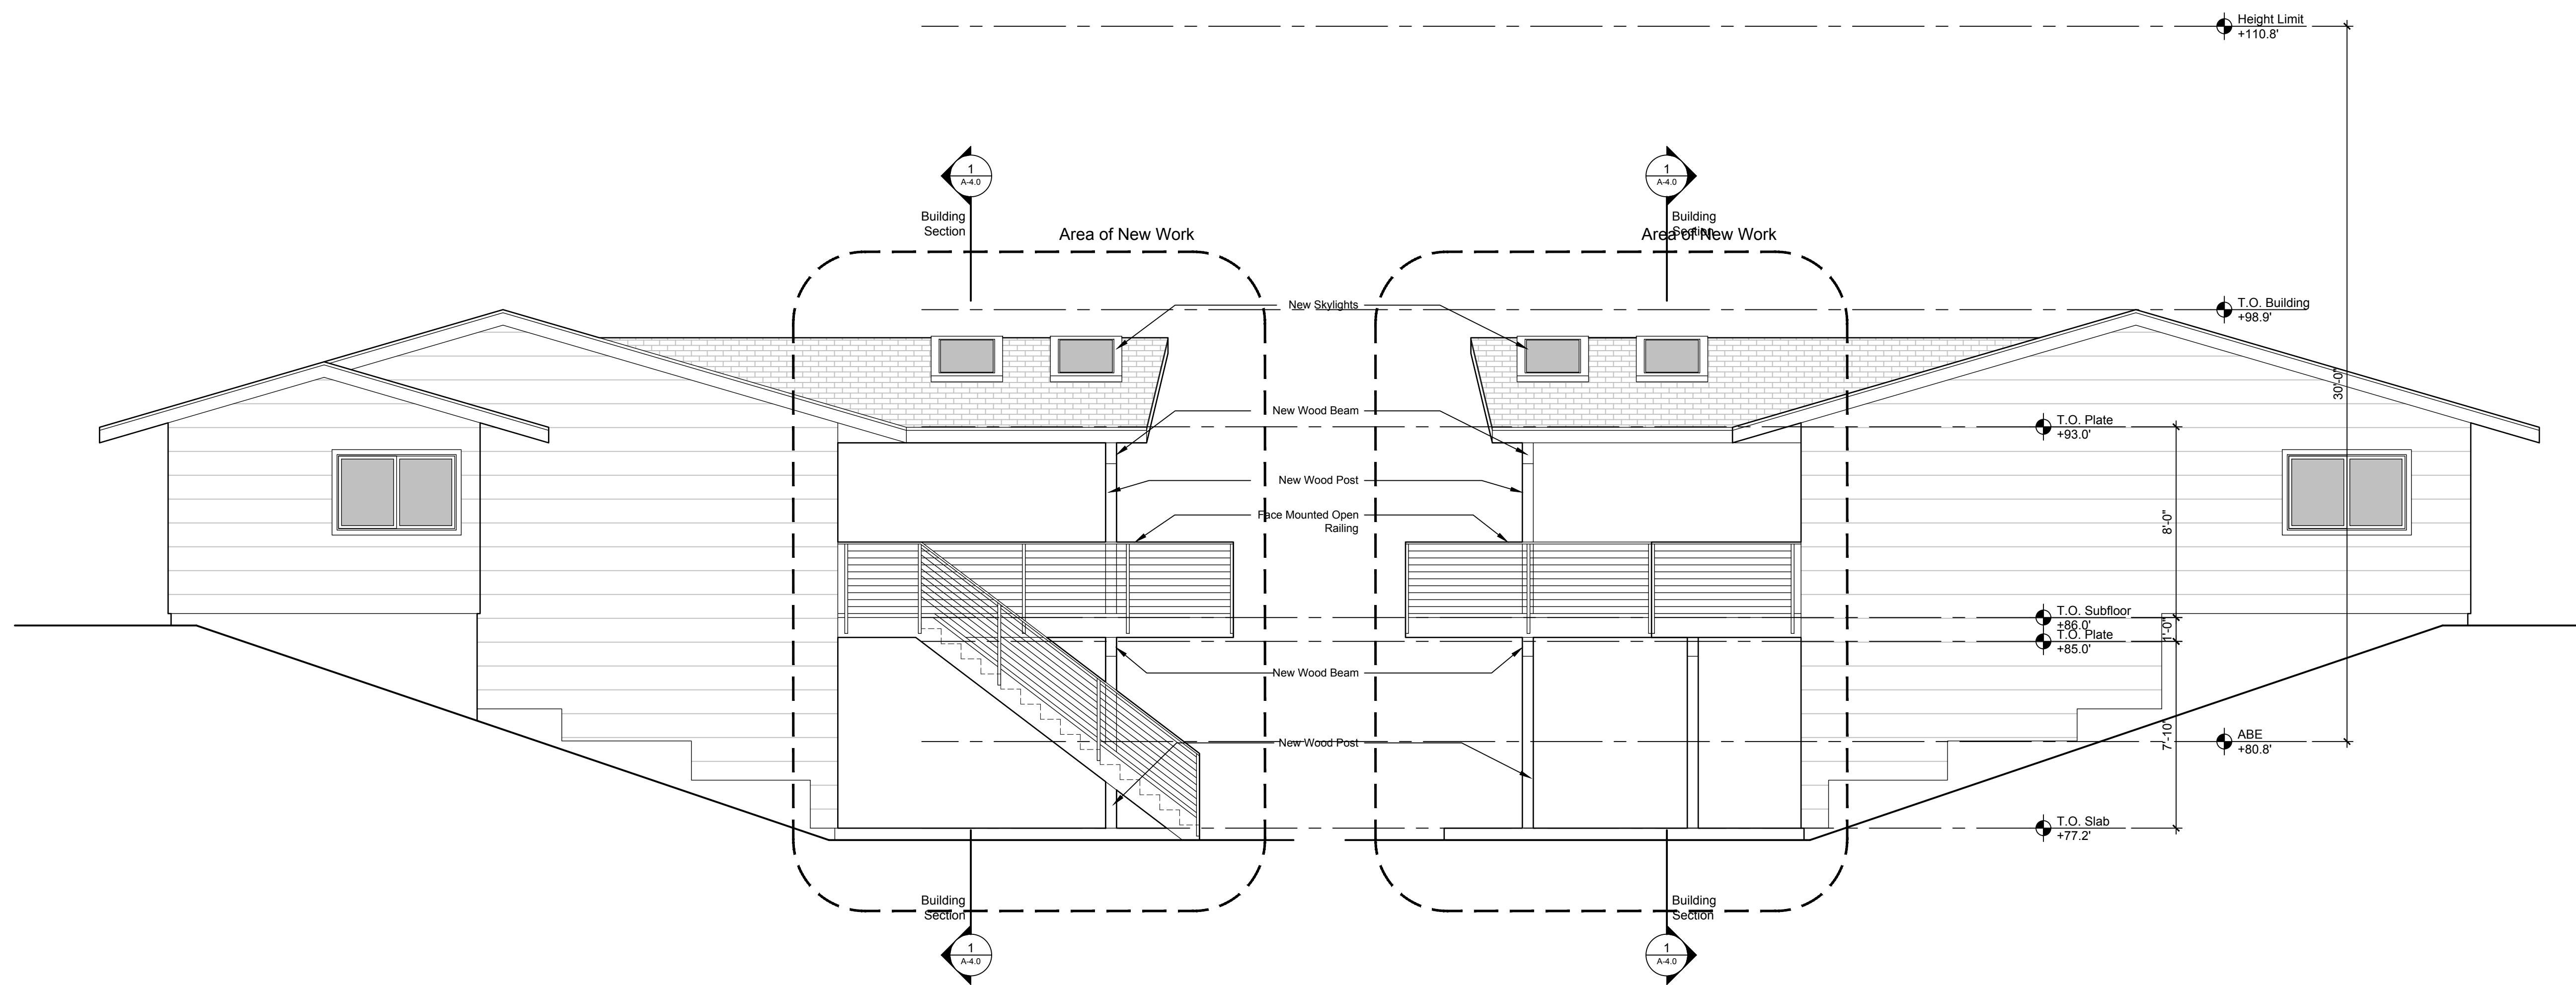 Height Limit
+110.8'
1
A-4.0
1
A-4.0
Building
Section
Building
Section
Area of New Work
Area of New Work
New Skylights
T.O. Building
+98.9'
30'-0"
New Wood Beam
T.O. Plate
+93.0'
New Wood Post
Face Mounted Open
Railing
8'-0"
T.O. Subfloor
+86.0'
1'-0"
T.O. Plate
+85.0'
New Wood Beam
New Wood Post
ABE
+80.8'
7'-10"
T.O. Slab
+77.2'
Building
Section
Building
Section
1
A-4.0
1
A-4.0